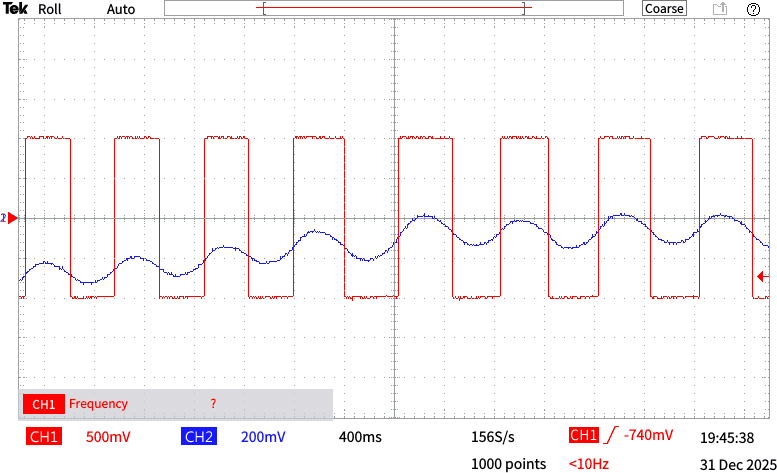 Tek Roll Auto Coarse ?
CH1 Frequency ?
CH1 500mV CH2 200mV 400ms 156S/s CH1 -740mV 19:45:38
1000 points <10Hz 31 Dec 2025